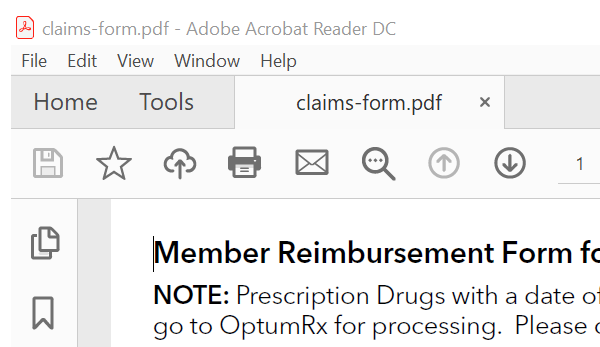 claims-form.pdf - Adobe Acrobat Reader DC
File Edit View Window Help
Home Tools claims-form.pdf ×
1
Member Reimbursement Form fo
NOTE: Prescription Drugs with a date of
go to OptumRx for processing. Please